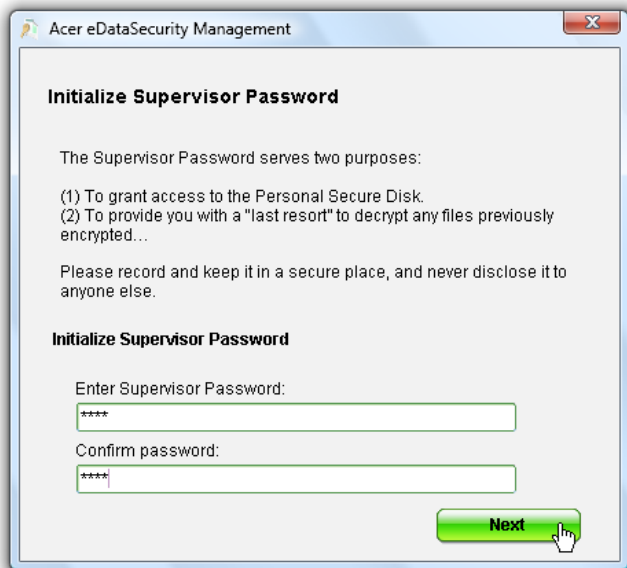 Acer eDataSecurity Management
Initialize Supervisor Password
The Supervisor Password serves two purposes:
(1) To grant access to the Personal Secure Disk.
(2) To provide you with a "last resort" to decrypt any files previously
encrypted...
Please record and keep it in a secure place, and never disclose it to
anyone else.
Initialize Supervisor Password
Enter Supervisor Password:
****
Confirm password:
****
Next